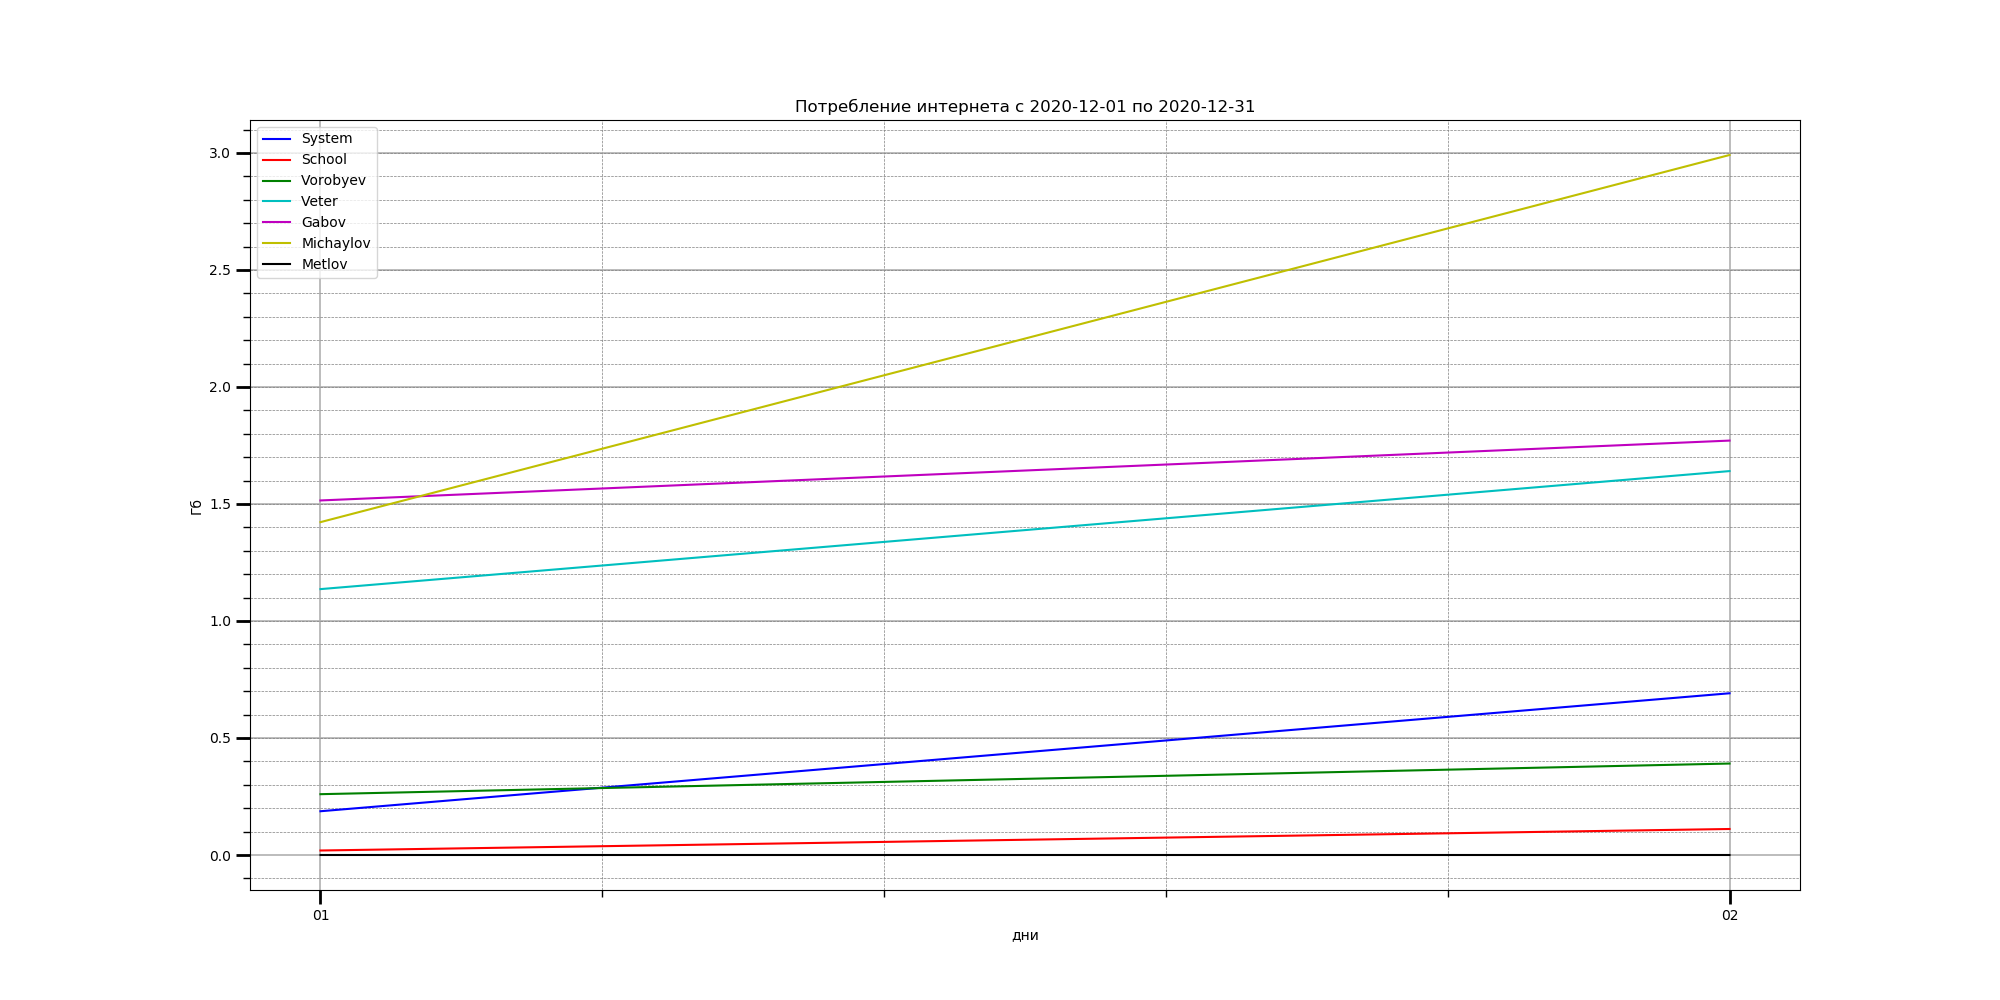 Потребление интернета с 2020-12-01 по 2020-12-31
System
School
Vorobyev
Veter
Gabov
Michaylov
Metlov
3.0
2.5
2.0
1.5
1.0
0.5
0.0
Гб
01
02
дни